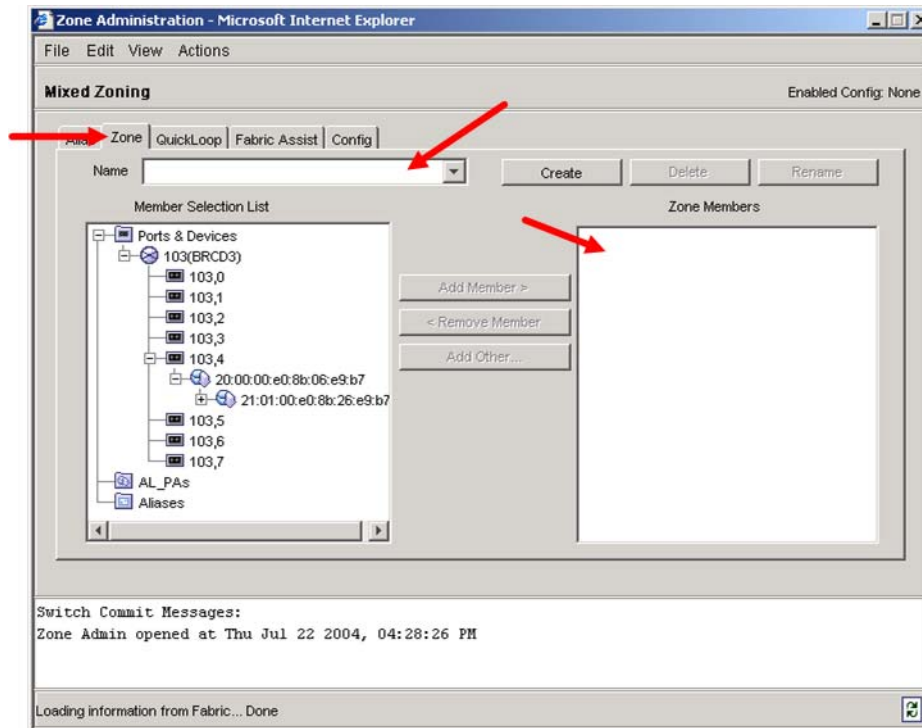 Zone Administration - Microsoft Internet Explorer
File Edit View Actions
Mixed Zoning
Enabled Config: None
Alias Zone QuickLoop Fabric Assist Config
Name Create Delete Rename
Member Selection List
Zone Members
Ports & Devices
103(BRCD3)
103,0
103,1
103,2
103,3
103,4
20:00:00:e0:8b:06:e9:b7
21:01:00:e0:8b:26:e9:b7
103,5
103,6
103,7
AL_PAs
Aliases
Add Member >
< Remove Member
Add Other...
Switch Commit Messages:
Zone Admin opened at Thu Jul 22 2004, 04:28:26 PM
Loading information from Fabric... Done